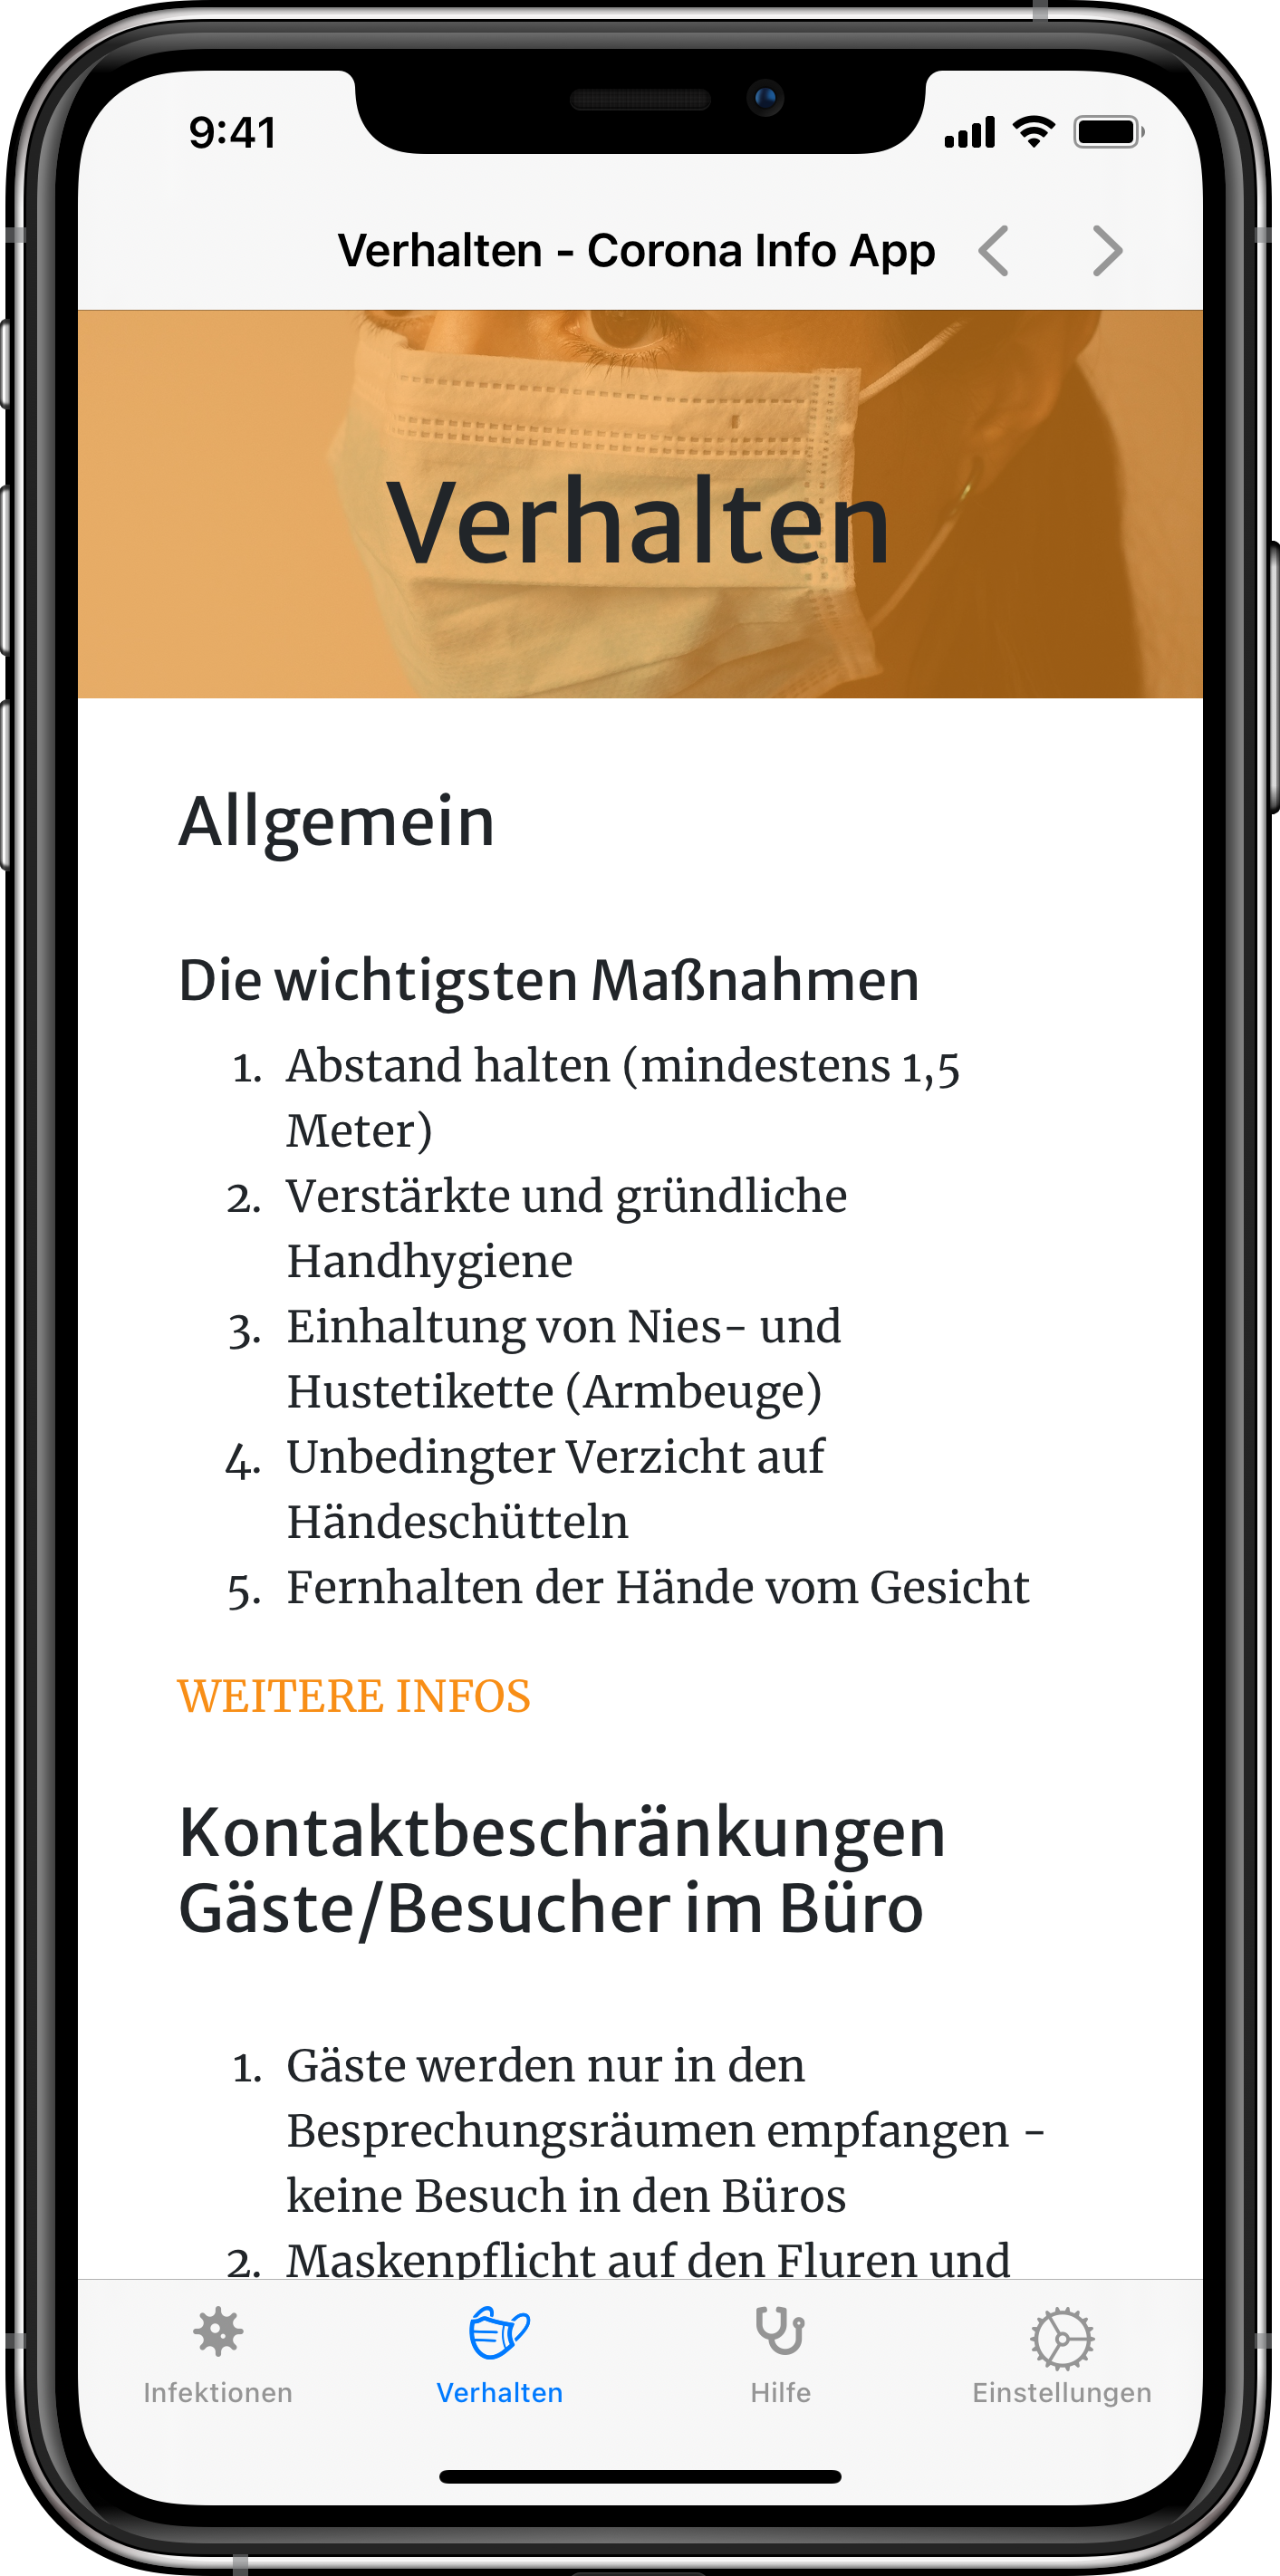 9:41
Verhalten - Corona Info App
Verhalten
Allgemein
Die wichtigsten Maßnahmen
1. Abstand halten (mindestens 1,5
Meter)
2. Verstärkte und gründliche
Handhygiene
3. Einhaltung von Nies- und
Hustetikette (Armbeuge)
4. Unbedingter Verzicht auf
Händeschütteln
5. Fernhalten der Hände vom Gesicht
WEITERE INFOS
Kontaktbeschränkungen
Gäste/Besucher im Büro
1. Gäste werden nur in den
Besprechungsräumen empfangen -
keine Besuch in den Büros
2. Maskenpflicht auf den Fluren und
Infektionen Verhalten Hilfe Einstellungen